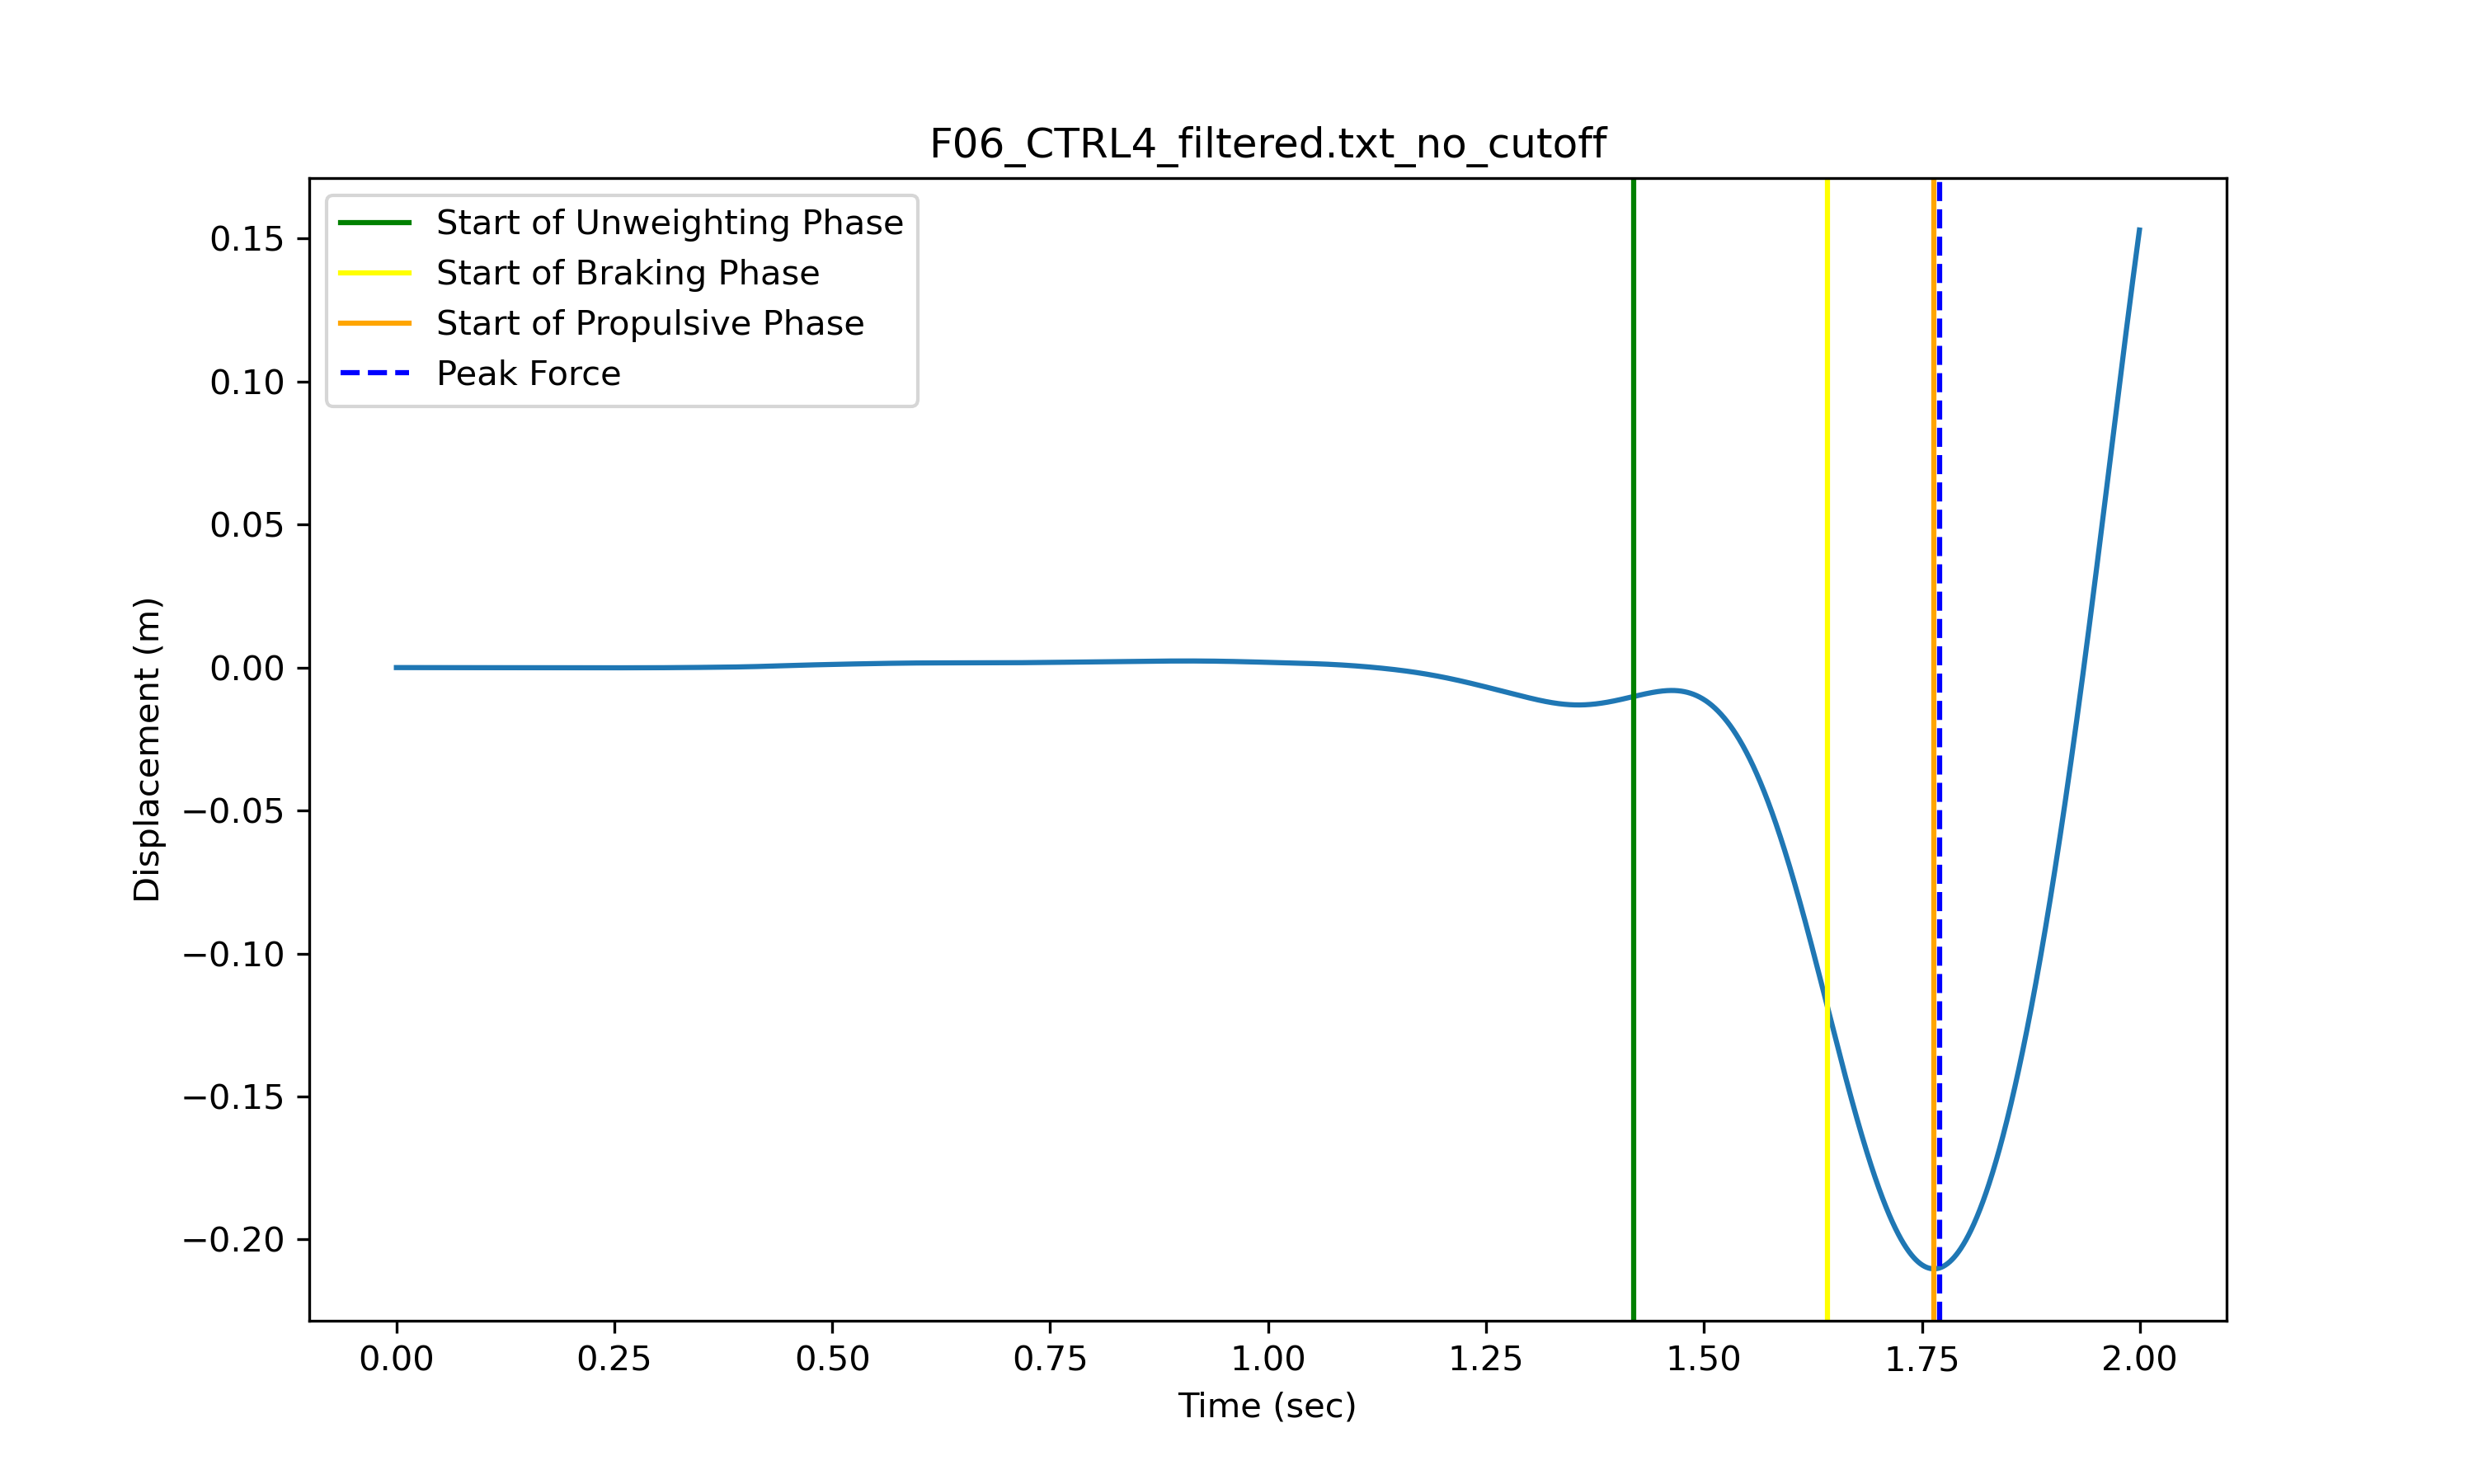 F06_CTRL4_filtered.txt_no_cutoff
Start of Unweighting Phase
Start of Braking Phase
Start of Propulsive Phase
Peak Force
0.15
0.10
0.05
0.00
−0.05
−0.10
−0.15
−0.20
Displacement (m)
0.00 0.25 0.50 0.75 1.00 1.25 1.50 1.75 2.00
Time (sec)